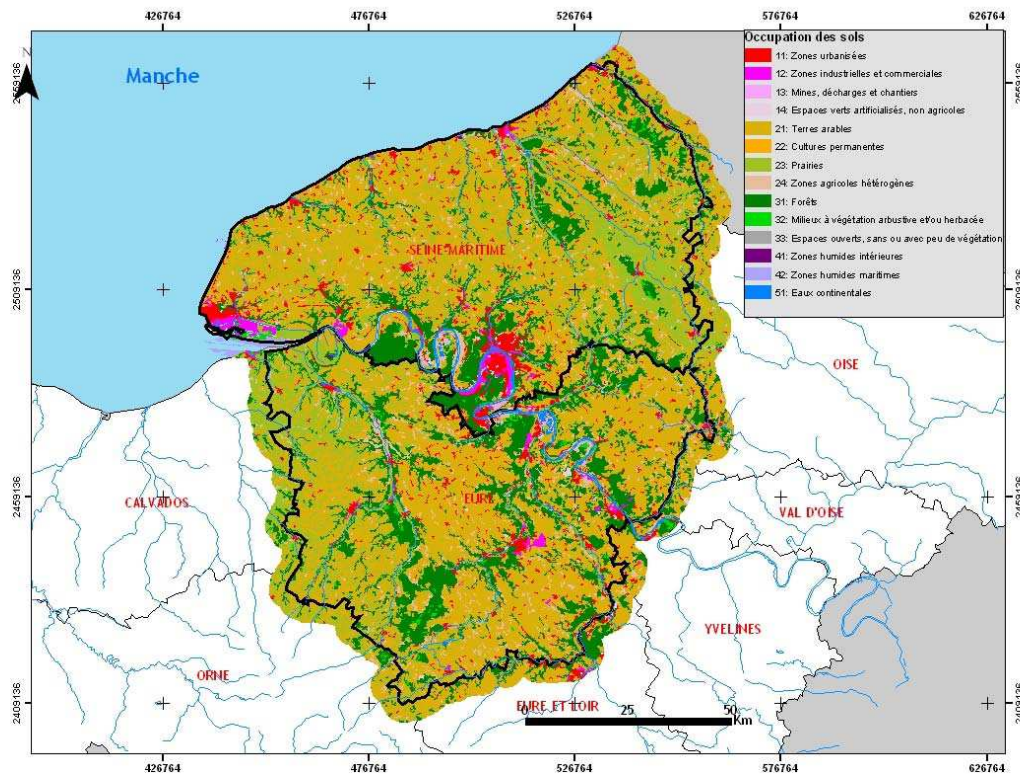 426764 476764 526764 576764 626764
N
Manche
2559136
2559136
Occupation des sols
11: Zones urbanisées
12: Zones industrielles et commerciales
13: Mines, décharges et chantiers
14: Espaces verts artificialisés, non agricoles
21: Terres arables
22: Cultures permanentes
23: Prairies
24: Zones agricoles hétérogènes
31: Forêts
32: Milieux à végétation arbustive et/ou herbacée
33: Espaces ouverts, sans ou avec peu de végétation
41: Zones humides intérieures
42: Zones humides maritimes
51: Eaux continentales
SEINE-MARITIME
2509136
2509136
OISE
CALVADOS
EURE
VAL D'OISE
2459136
2459136
YVELINES
ORNE
EURE ET LOIR
2409136
2409136
0 25 50
Km
426764 476764 526764 576764 626764